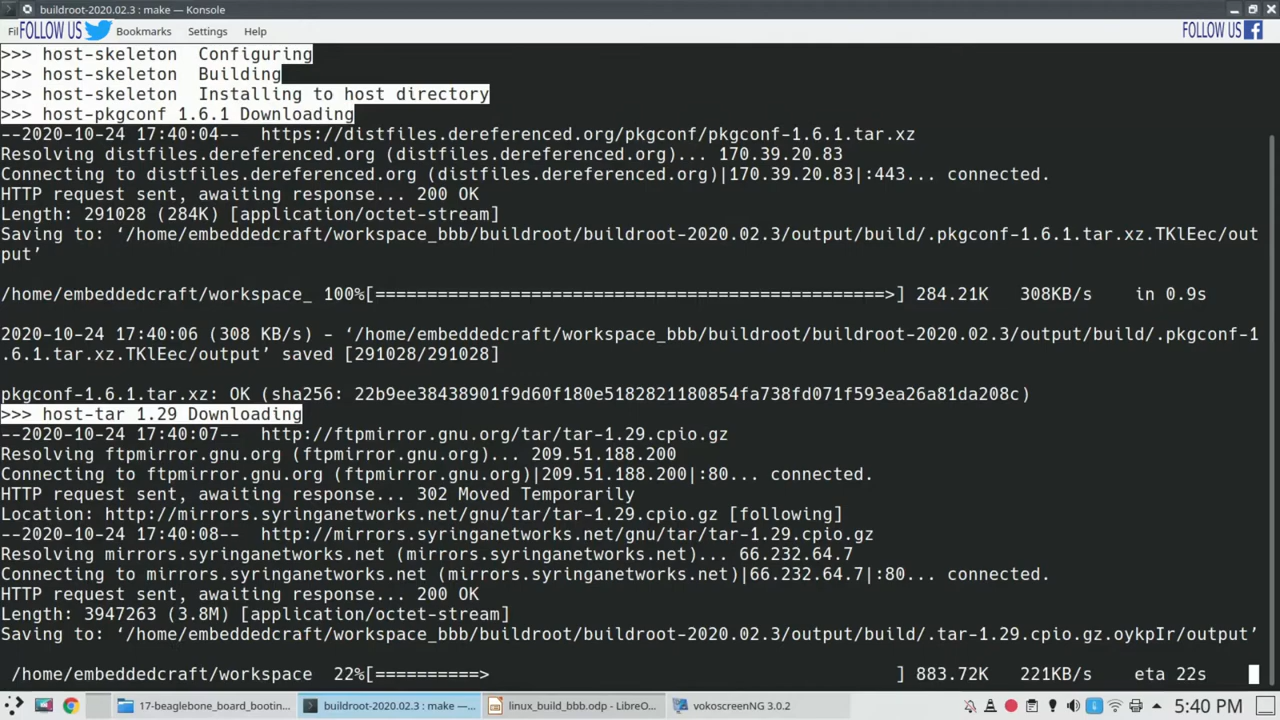 buildroot-2020.02.3 : make — Konsole
Fil FOLLOW US Bookmarks Settings Help FOLLOW US
>>> host-skeleton  Configuring
>>> host-skeleton  Building
>>> host-skeleton  Installing to host directory
>>> host-pkgconf 1.6.1 Downloading
--2020-10-24 17:40:04--  https://distfiles.dereferenced.org/pkgconf/pkgconf-1.6.1.tar.xz
Resolving distfiles.dereferenced.org (distfiles.dereferenced.org)... 170.39.20.83
Connecting to distfiles.dereferenced.org (distfiles.dereferenced.org)|170.39.20.83|:443... connected.
HTTP request sent, awaiting response... 200 OK
Length: 291028 (284K) [application/octet-stream]
Saving to: ‘/home/embeddedcraft/workspace_bbb/buildroot/buildroot-2020.02.3/output/build/.pkgconf-1.6.1.tar.xz.TKlEec/out
put’
/home/embeddedcraft/workspace_ 100%[=================================================>] 284.21K   308KB/s    in 0.9s
2020-10-24 17:40:06 (308 KB/s) - ‘/home/embeddedcraft/workspace_bbb/buildroot/buildroot-2020.02.3/output/build/.pkgconf-1
.6.1.tar.xz.TKlEec/output’ saved [291028/291028]
pkgconf-1.6.1.tar.xz: OK (sha256: 22b9ee38438901f9d60f180e5182821180854fa738fd071f593ea26a81da208c)
>>> host-tar 1.29 Downloading
--2020-10-24 17:40:07--  http://ftpmirror.gnu.org/tar/tar-1.29.cpio.gz
Resolving ftpmirror.gnu.org (ftpmirror.gnu.org)... 209.51.188.200
Connecting to ftpmirror.gnu.org (ftpmirror.gnu.org)|209.51.188.200|:80... connected.
HTTP request sent, awaiting response... 302 Moved Temporarily
Location: http://mirrors.syringanetworks.net/gnu/tar/tar-1.29.cpio.gz [following]
--2020-10-24 17:40:08--  http://mirrors.syringanetworks.net/gnu/tar/tar-1.29.cpio.gz
Resolving mirrors.syringanetworks.net (mirrors.syringanetworks.net)... 66.232.64.7
Connecting to mirrors.syringanetworks.net (mirrors.syringanetworks.net)|66.232.64.7|:80... connected.
HTTP request sent, awaiting response... 200 OK
Length: 3947263 (3.8M) [application/octet-stream]
Saving to: ‘/home/embeddedcraft/workspace_bbb/buildroot/buildroot-2020.02.3/output/build/.tar-1.29.cpio.gz.oykpIr/output’
/home/embeddedcraft/workspace  22%[==========>                                       ] 883.72K   221KB/s    eta 22s
17-beaglebone_board_bootin... buildroot-2020.02.3 : make —... linux_build_bbb.odp - LibreO... vokoscreenNG 3.0.2 5:40 PM